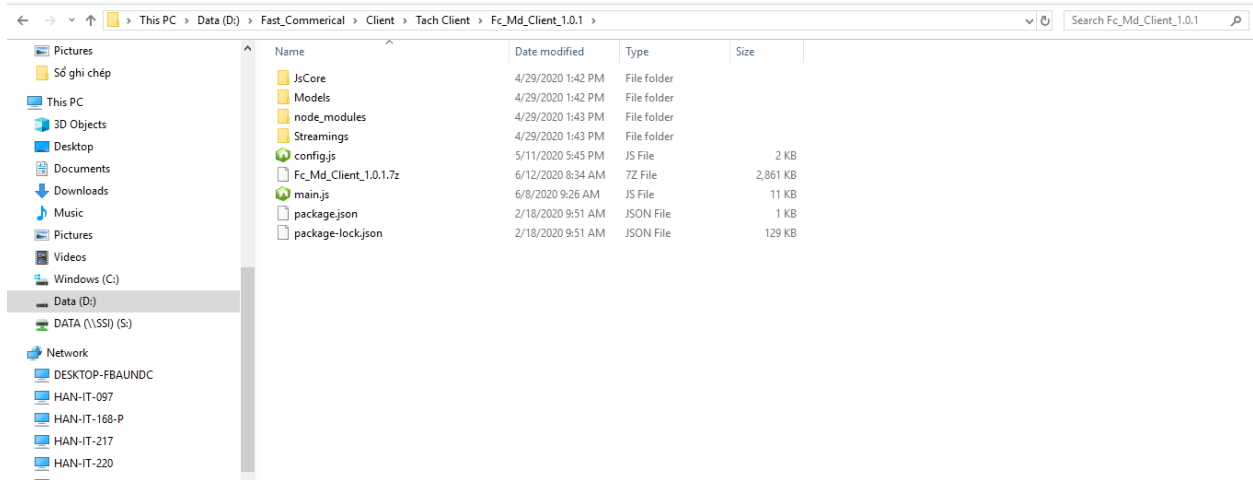 This PC > Data (D:) > Fast_Commerical > Client > Tach Client > Fc_Md_Client_1.0.1 >
Search Fc_Md_Client_1.0.1
Pictures
Sổ ghi chép
This PC
3D Objects
Desktop
Documents
Downloads
Music
Pictures
Videos
Windows (C:)
Data (D:)
DATA (\\SSI) (S:)
Network
DESKTOP-FBAUNDC
HAN-IT-097
HAN-IT-168-P
HAN-IT-217
HAN-IT-220
Name Date modified Type Size
JsCore 4/29/2020 1:42 PM File folder
Models 4/29/2020 1:42 PM File folder
node_modules 4/29/2020 1:43 PM File folder
Streamings 4/29/2020 1:43 PM File folder
config.js 5/11/2020 5:45 PM JS File 2 KB
Fc_Md_Client_1.0.1.7z 6/12/2020 8:34 AM 7Z File 2,861 KB
main.js 6/8/2020 9:26 AM JS File 11 KB
package.json 2/18/2020 9:51 AM JSON File 1 KB
package-lock.json 2/18/2020 9:51 AM JSON File 129 KB